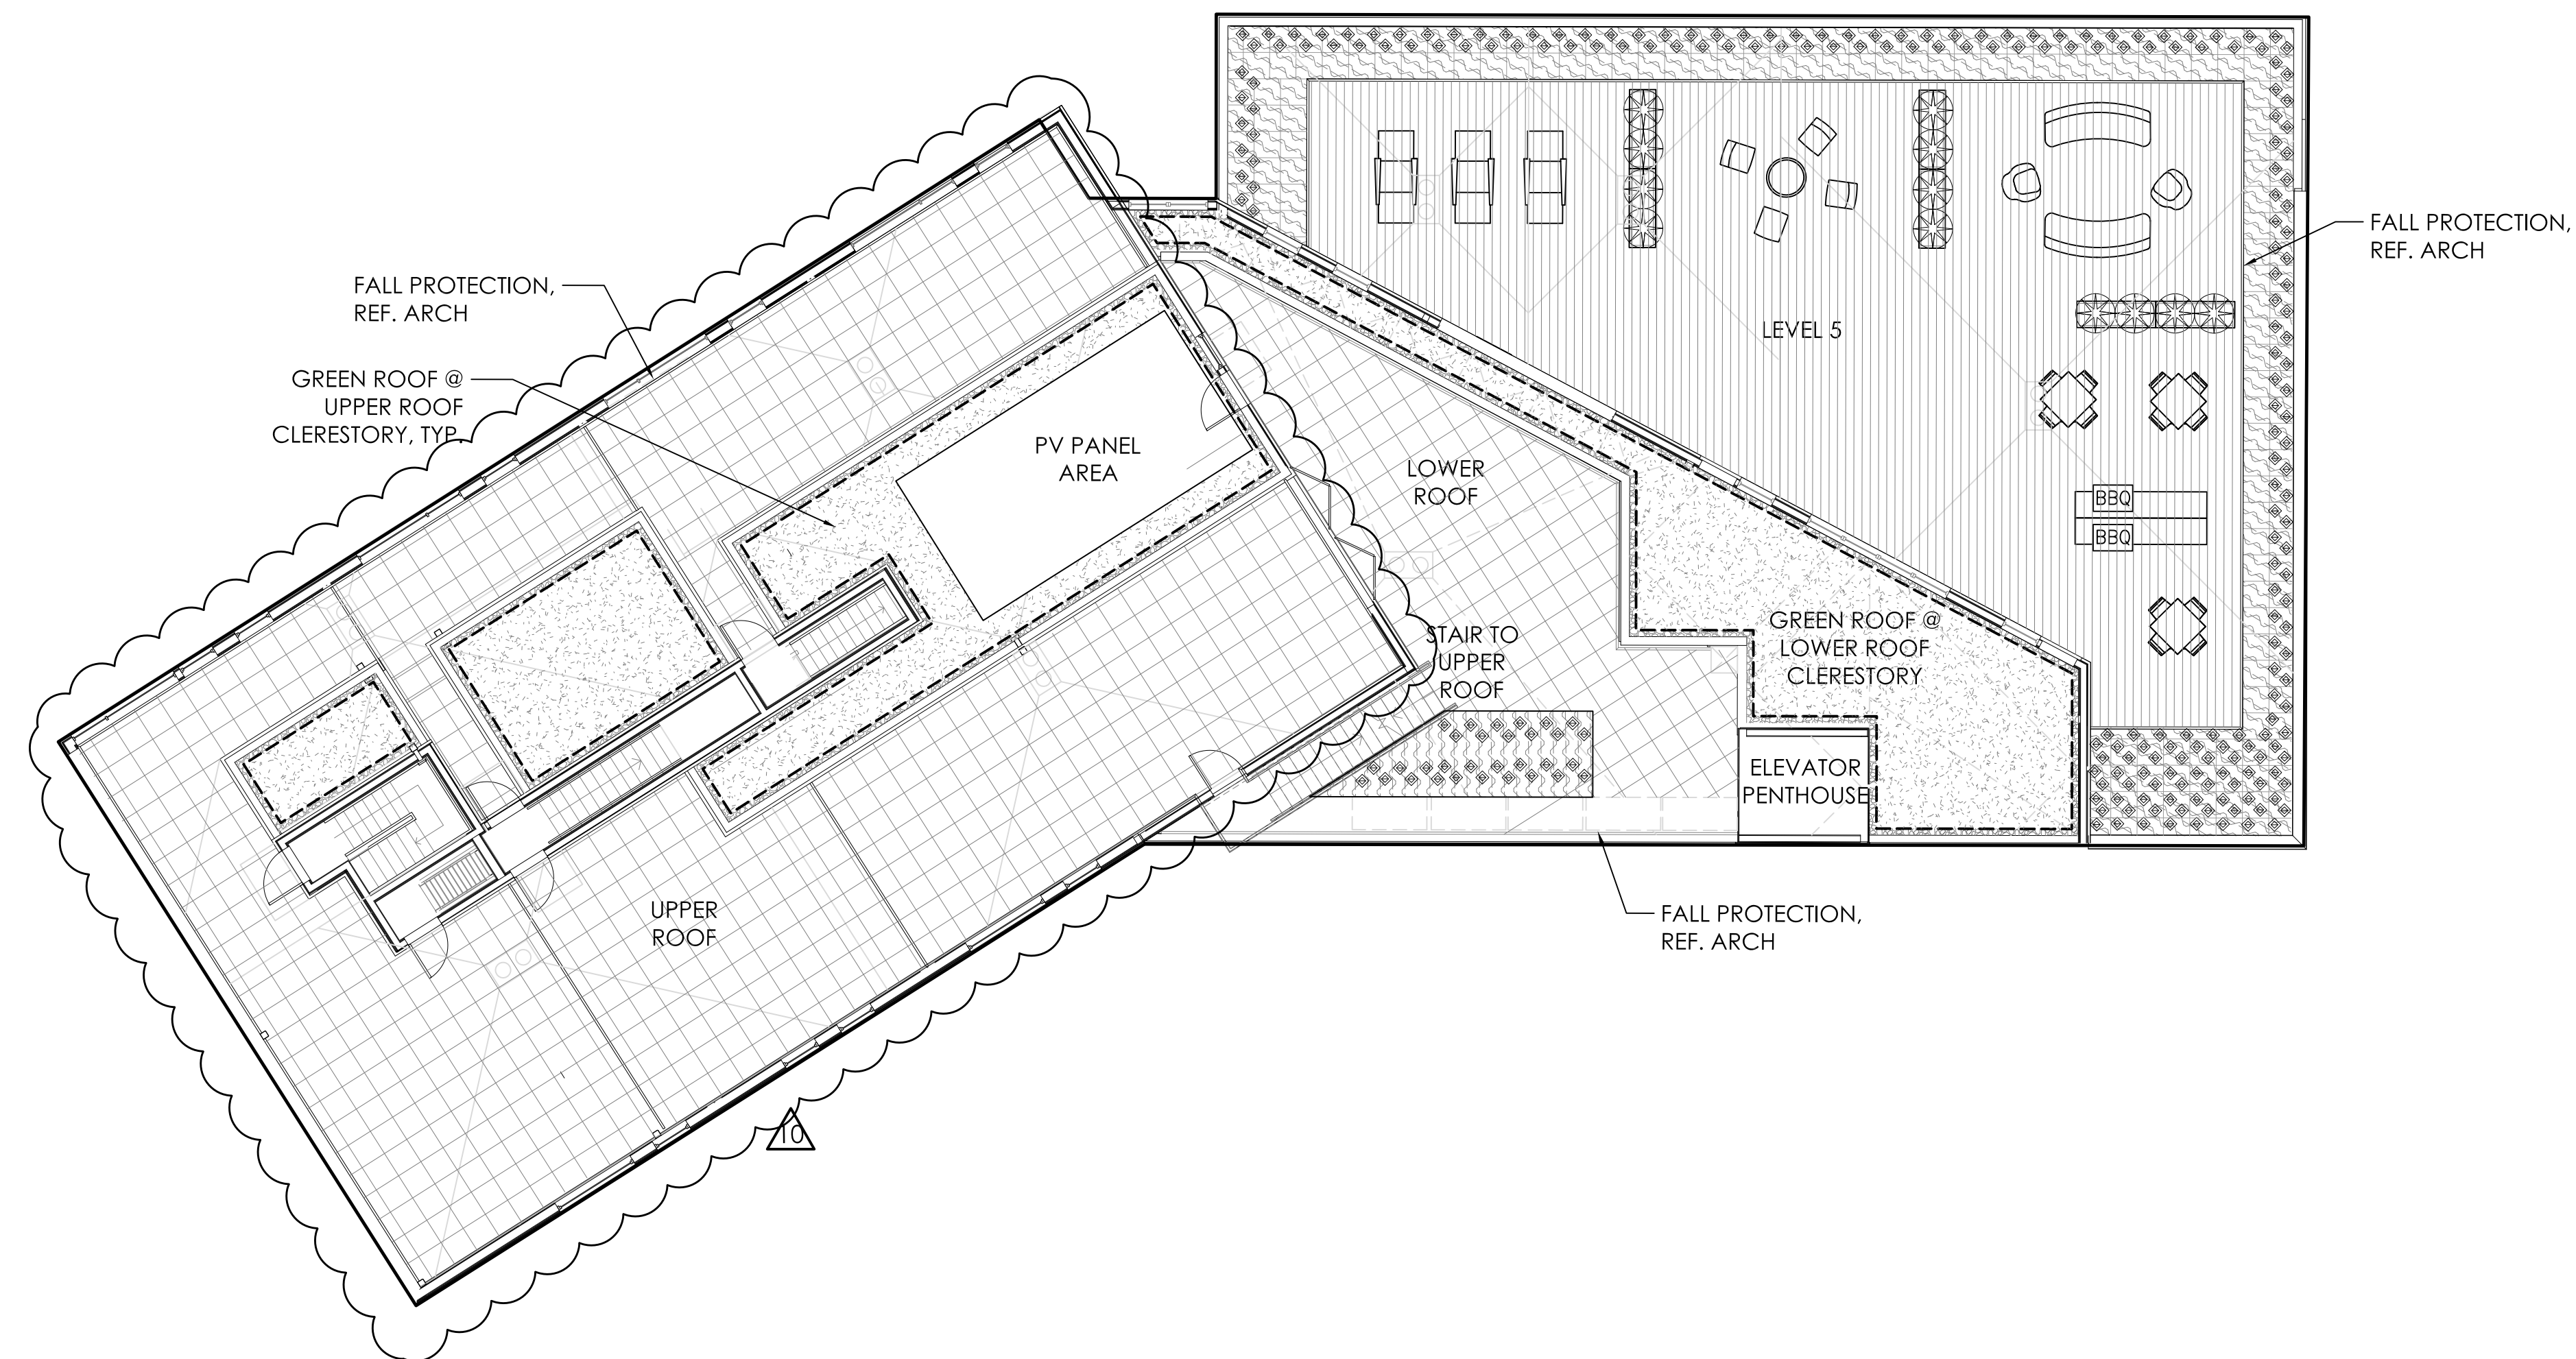 FALL PROTECTION,
REF. ARCH
FALL PROTECTION,
REF. ARCH
GREEN ROOF @
UPPER ROOF
CLERESTORY, TYP.
LEVEL 5
PV PANEL
AREA
LOWER
ROOF
BBQ
BBQ
STAIR TO
UPPER
ROOF
GREEN ROOF @
LOWER ROOF
CLERESTORY
ELEVATOR
PENTHOUSE
UPPER
ROOF
FALL PROTECTION,
REF. ARCH
10